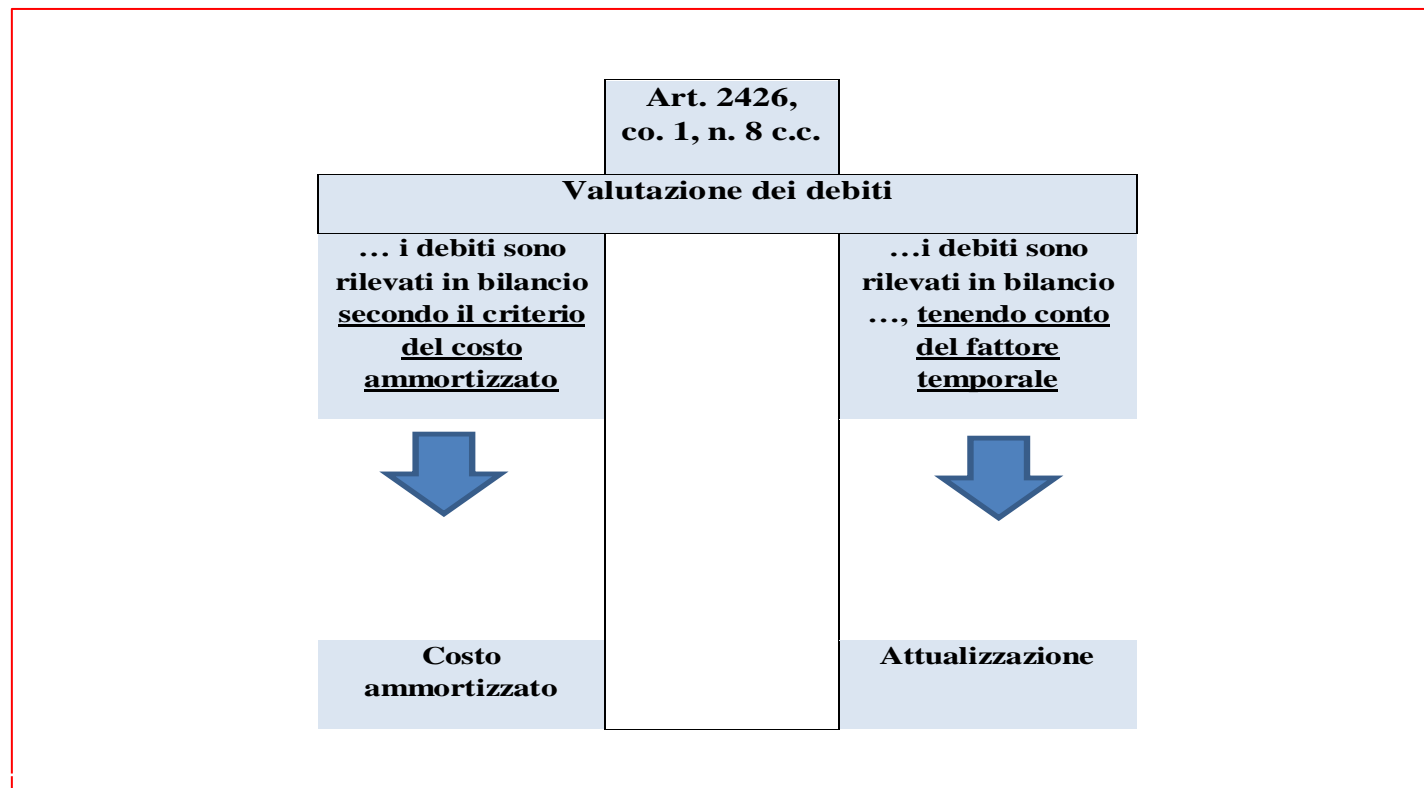 Art. 2426,
co. 1, n. 8 c.c.
Valutazione dei debiti
… i debiti sono
rilevati in bilancio
secondo il criterio
del costo
ammortizzato
…i debiti sono
rilevati in bilancio
…, tenendo conto
del fattore
temporale
Costo
ammortizzato
Attualizzazione